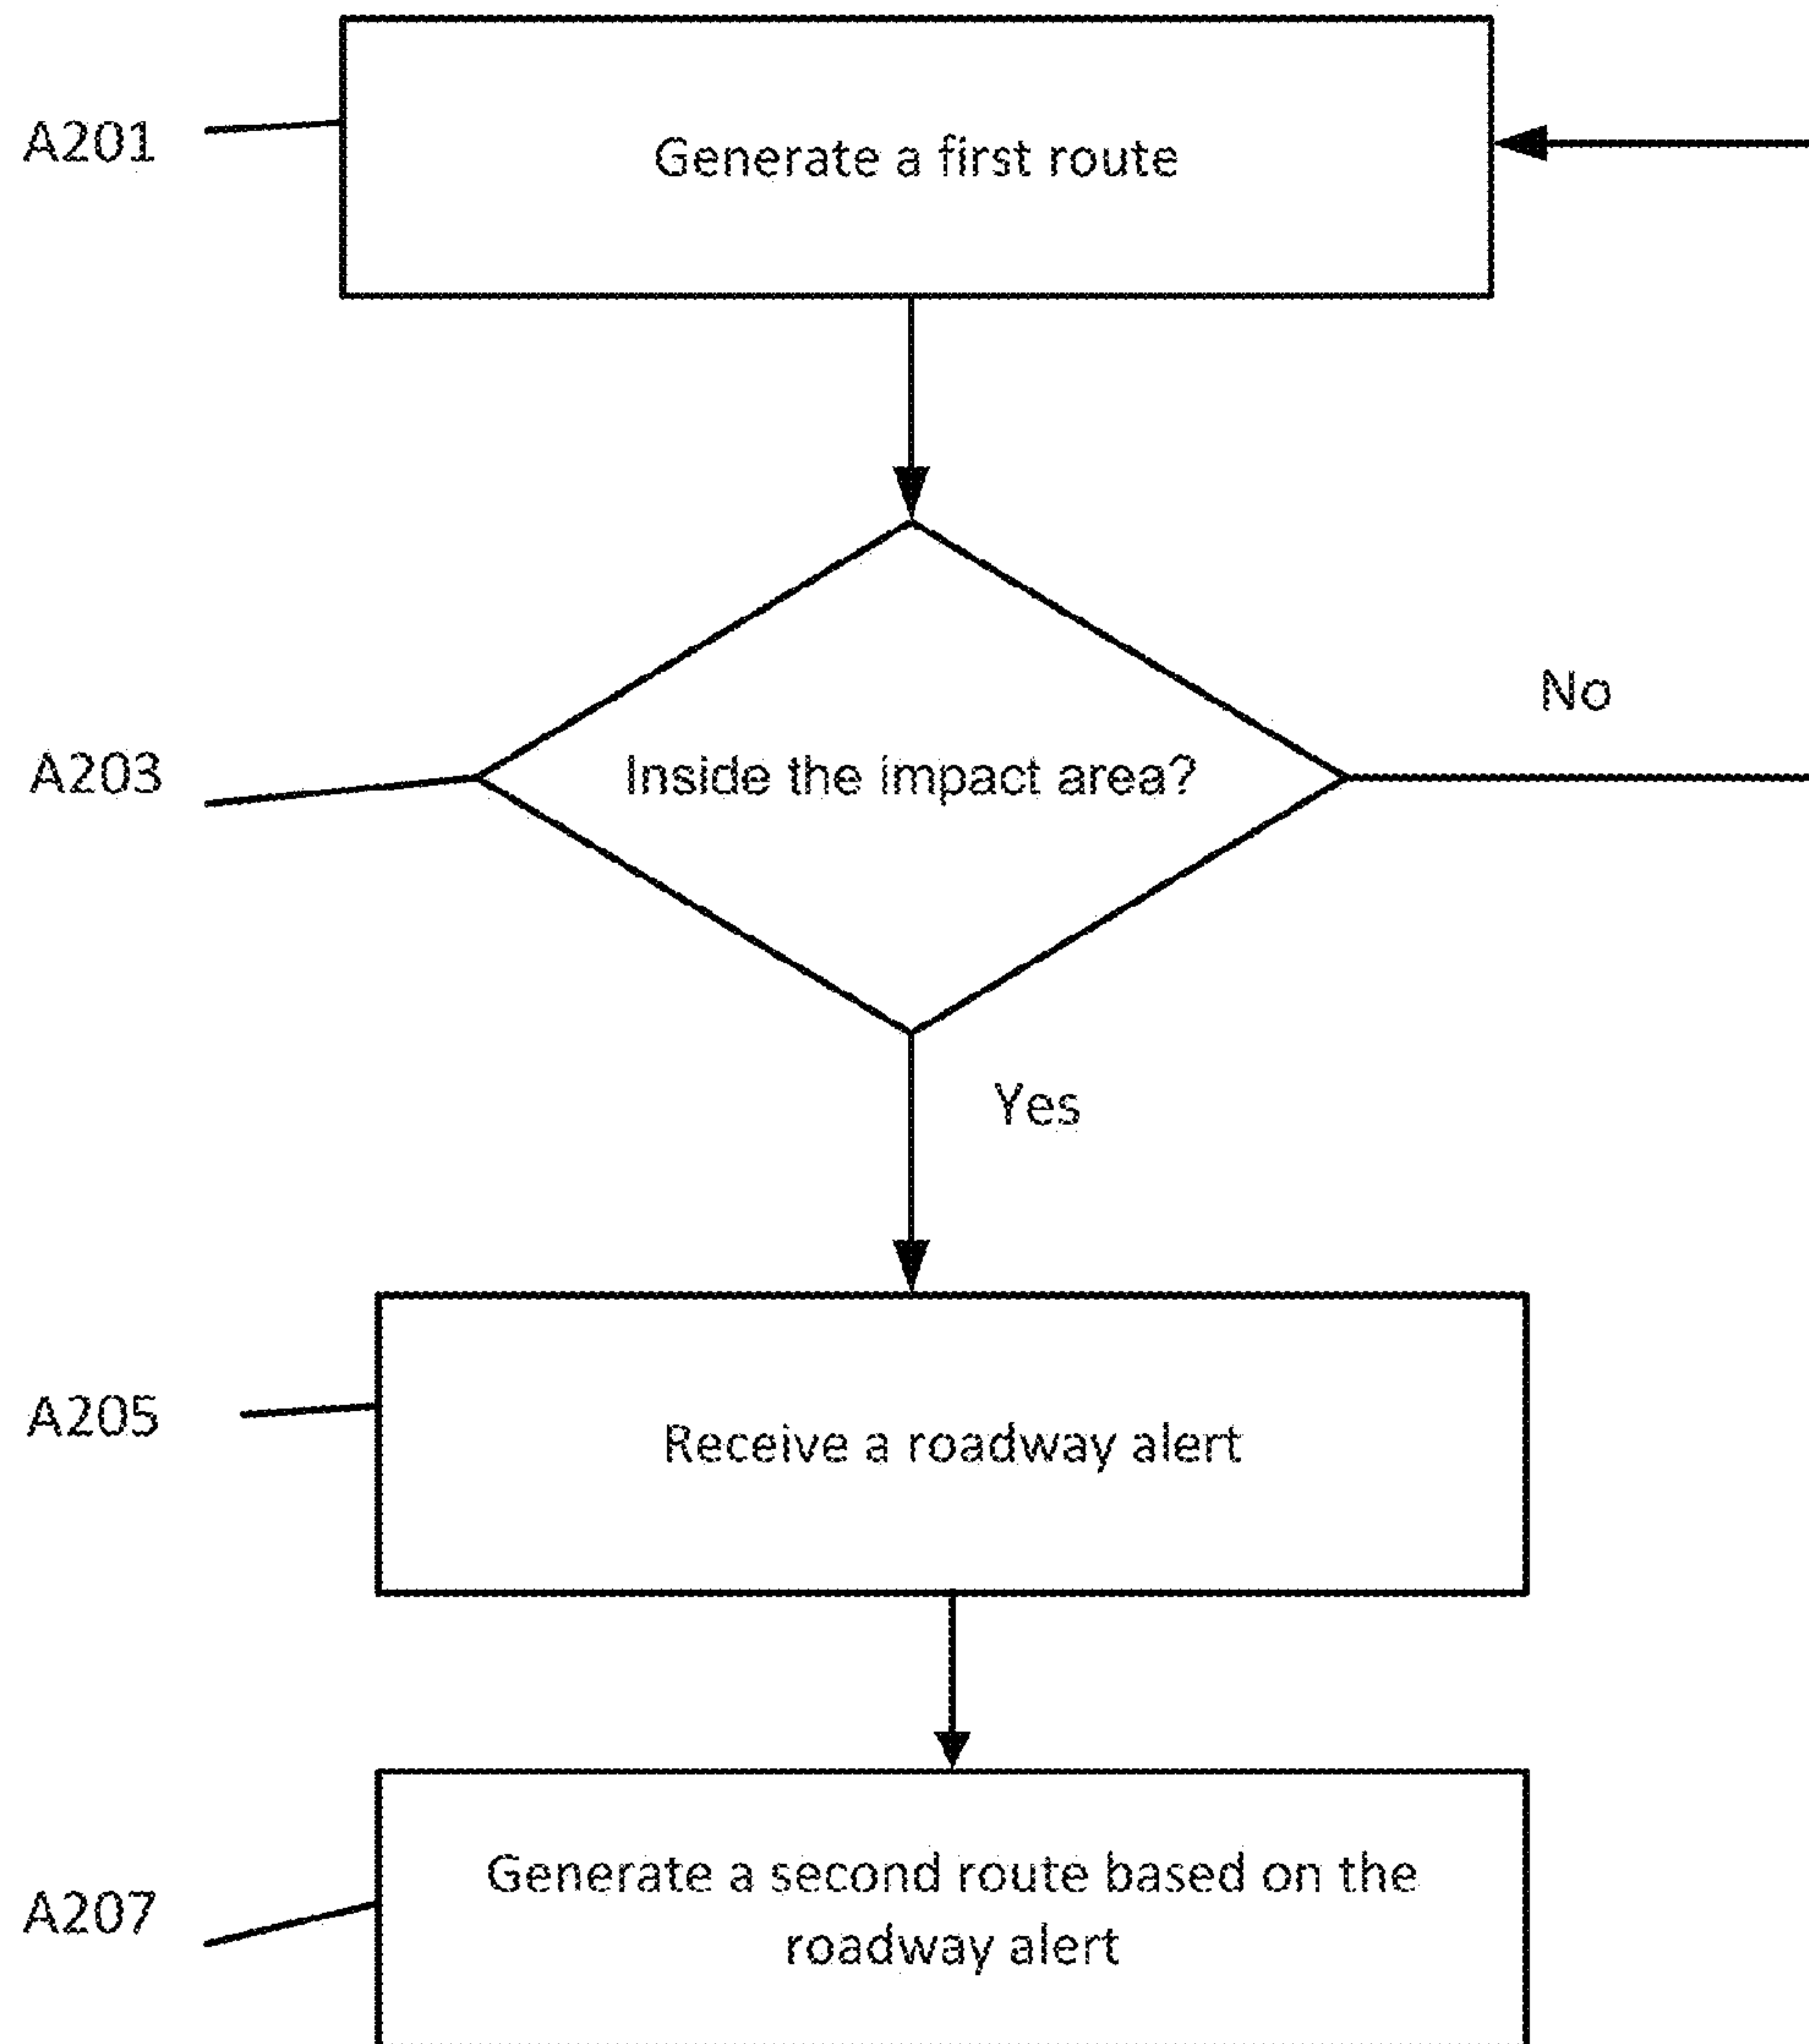 A201
Generate a first route
No
A203
Inside the impact area?
Yes
A205
Receive a roadway alert
A207
Generate a second route based on the
roadway alert